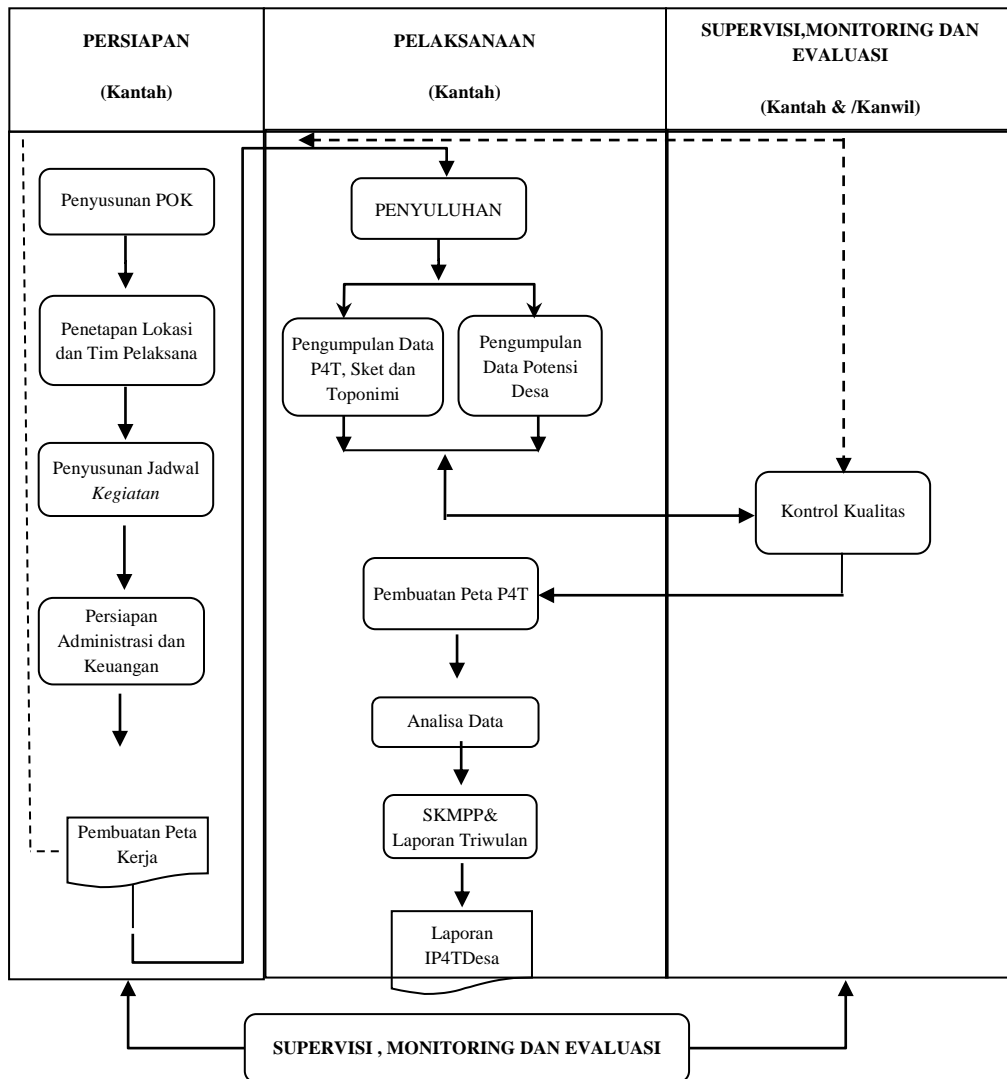 PERSIAPAN
(Kantah)
PELAKSANAAN
(Kantah)
SUPERVISI,MONITORING DAN
EVALUASI
(Kantah & /Kanwil)
Penyusunan POK
Penetapan Lokasi
dan Tim Pelaksana
Penyusunan Jadwal
Kegiatan
Persiapan
Administrasi dan
Keuangan
Pembuatan Peta
Kerja
PENYULUHAN
Pengumpulan Data
P4T, Sket dan
Toponimi
Pengumpulan
Data Potensi
Desa
Kontrol Kualitas
Pembuatan Peta P4T
Analisa Data
SKMPP&
Laporan Triwulan
Laporan
IP4TDesa
SUPERVISI , MONITORING DAN EVALUASI